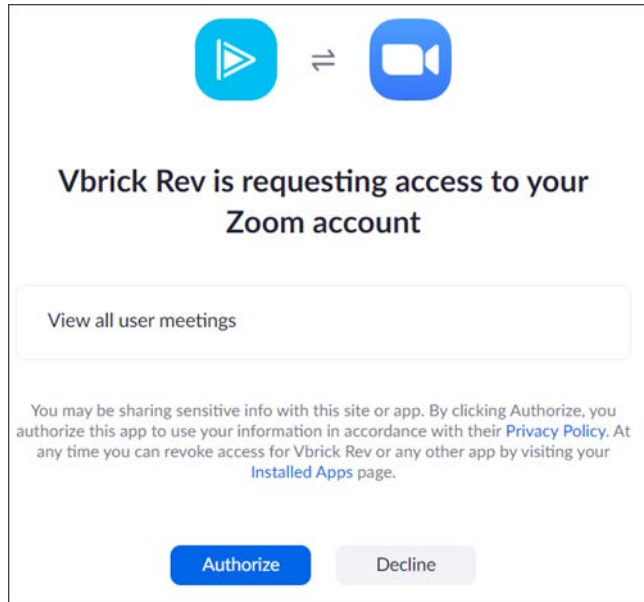 Vbrick Rev is requesting access to your
Zoom account
View all user meetings
You may be sharing sensitive info with this site or app. By clicking Authorize, you
authorize this app to use your information in accordance with their Privacy Policy. At
any time you can revoke access for Vbrick Rev or any other app by visiting your
Installed Apps page.
Authorize
Decline